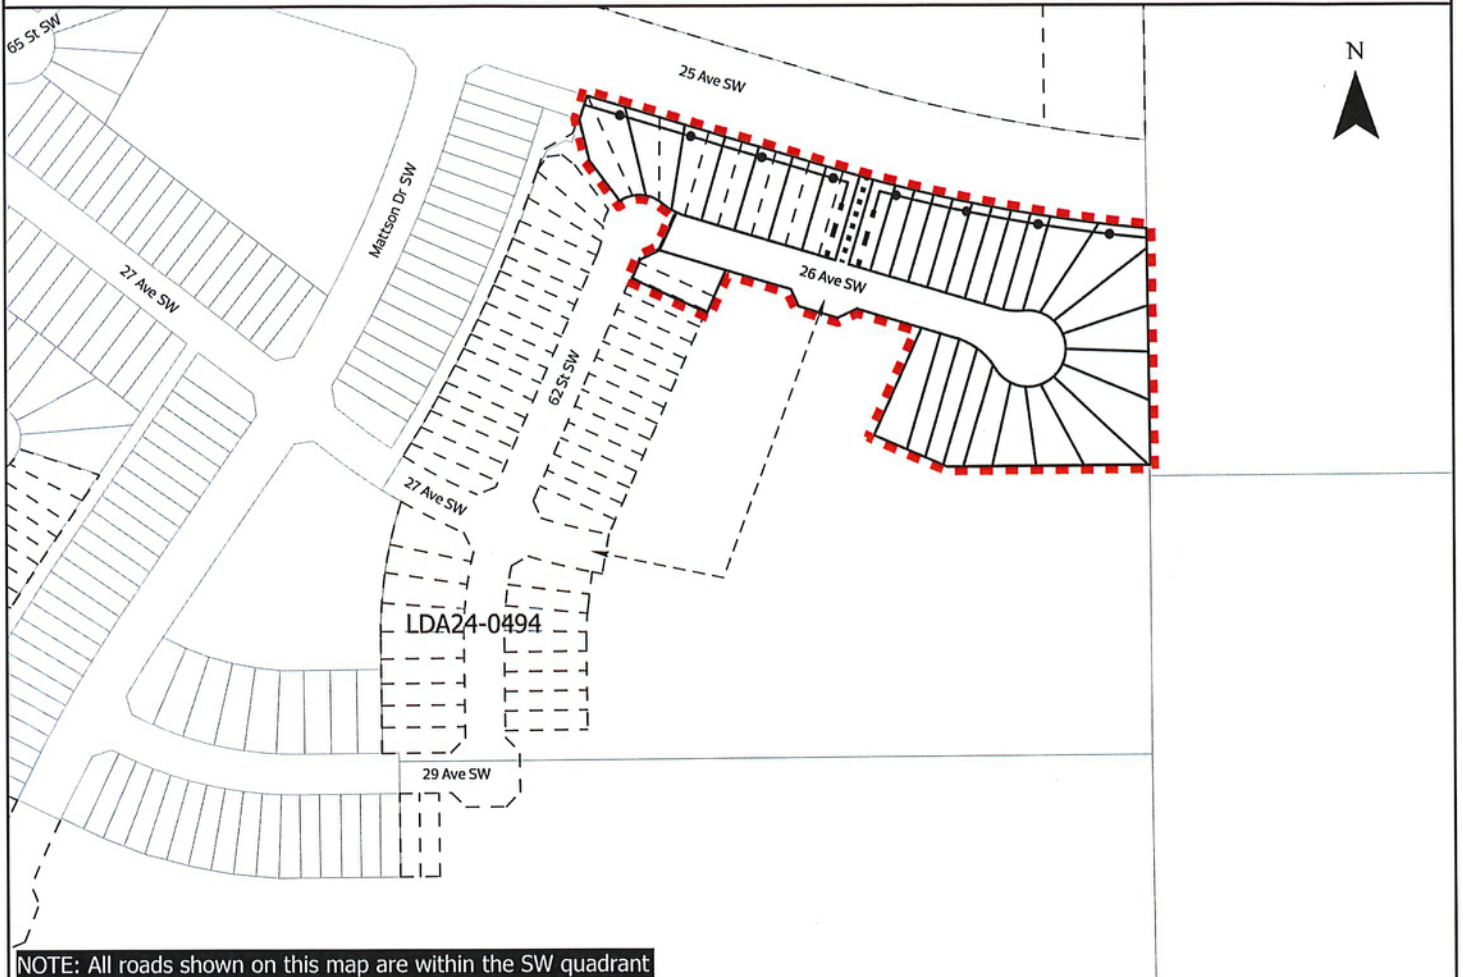 65 St SW
25 Ave SW
N
Mattson Dr SW
27 Ave SW
26 Ave SW
62 St SW
27 Ave SW
LDA24-0494
29 Ave SW
NOTE: All roads shown on this map are within the SW quadrant